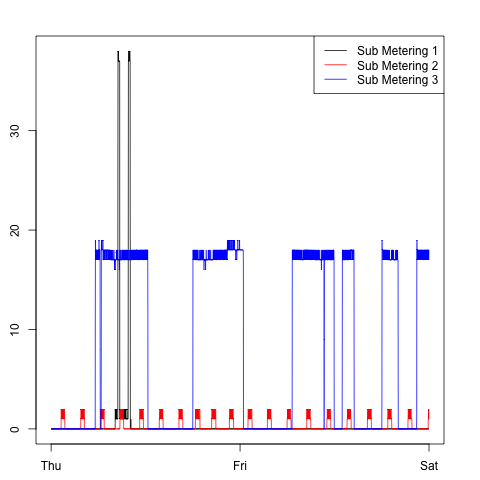 Sub Metering 1
Sub Metering 2
Sub Metering 3
30
20
10
0
Thu Fri Sat